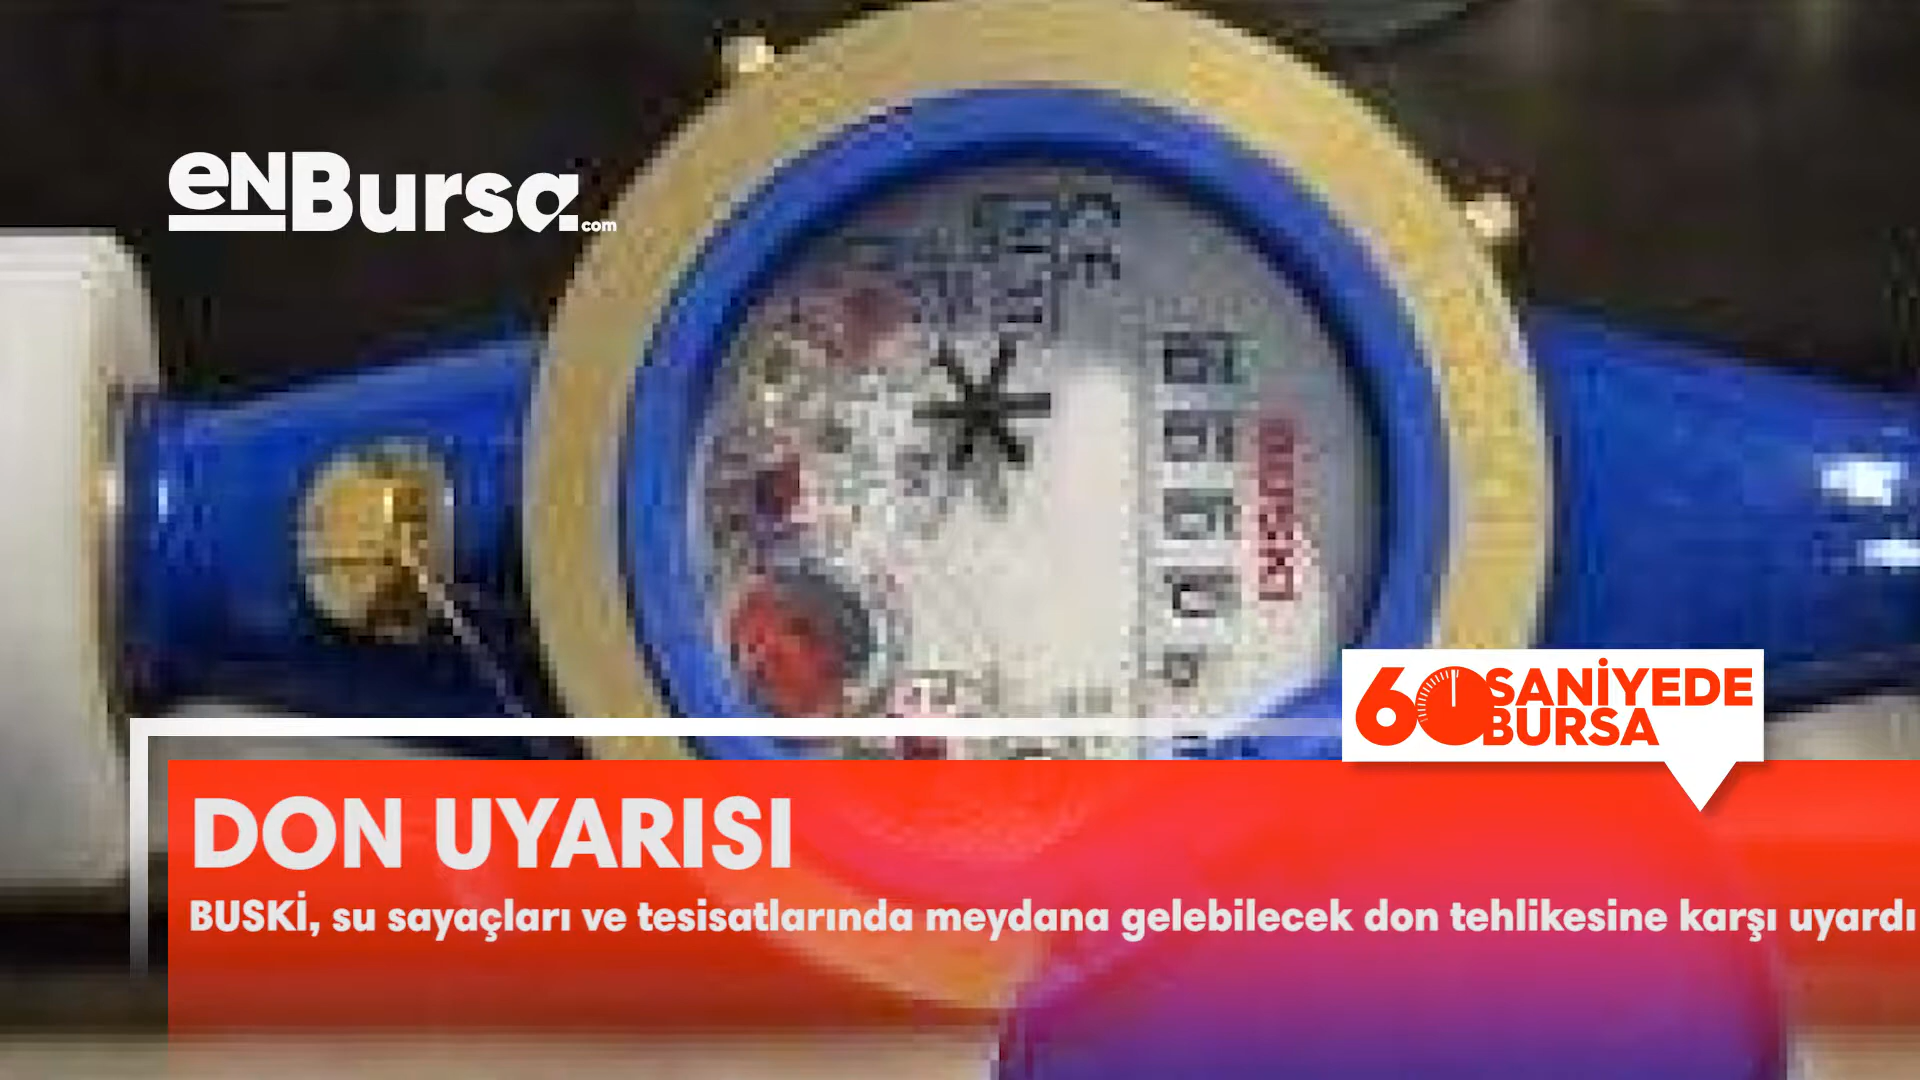 eNBursa.com
60 SANİYEDE
BURSA
DON UYARISI
BUSKİ, su sayaçları ve tesisatlarında meydana gelebilecek don tehlikesine karşı uyardı